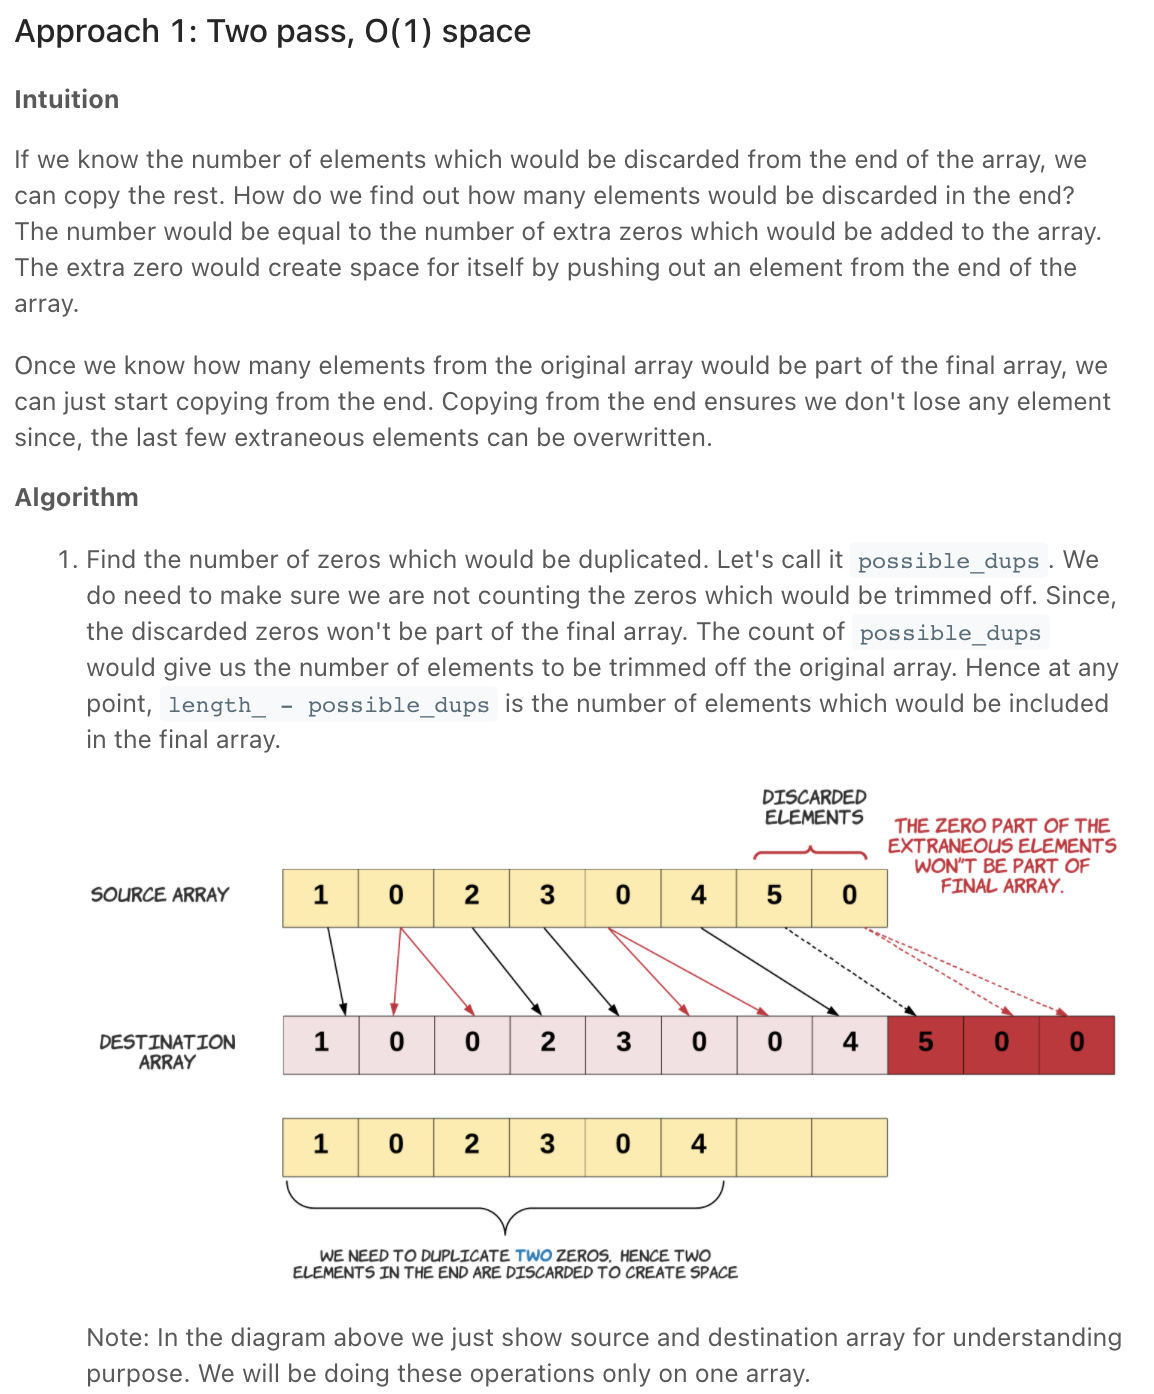 Approach 1: Two pass, O(1) space
Intuition
If we know the number of elements which would be discarded from the end of the array, we
can copy the rest. How do we find out how many elements would be discarded in the end?
The number would be equal to the number of extra zeros which would be added to the array.
The extra zero would create space for itself by pushing out an element from the end of the
array.
Once we know how many elements from the original array would be part of the final array, we
can just start copying from the end. Copying from the end ensures we don't lose any element
since, the last few extraneous elements can be overwritten.
Algorithm
1. Find the number of zeros which would be duplicated. Let's call it possible_dups . We
do need to make sure we are not counting the zeros which would be trimmed off. Since,
the discarded zeros won't be part of the final array. The count of possible_dups
would give us the number of elements to be trimmed off the original array. Hence at any
point, length_ - possible_dups is the number of elements which would be included
in the final array.
DISCARDED
ELEMENTS
THE ZERO PART OF THE
EXTRANEOUS ELEMENTS
WON"T BE PART OF
FINAL ARRAY.
SOURCE ARRAY
1 0 2 3 0 4 5 0
DESTINATION
ARRAY
1 0 0 2 3 0 0 4 5 0 0
1 0 2 3 0 4
WE NEED TO DUPLICATE TWO ZEROS. HENCE TWO
ELEMENTS IN THE END ARE DISCARDED TO CREATE SPACE
Note: In the diagram above we just show source and destination array for understanding
purpose. We will be doing these operations only on one array.